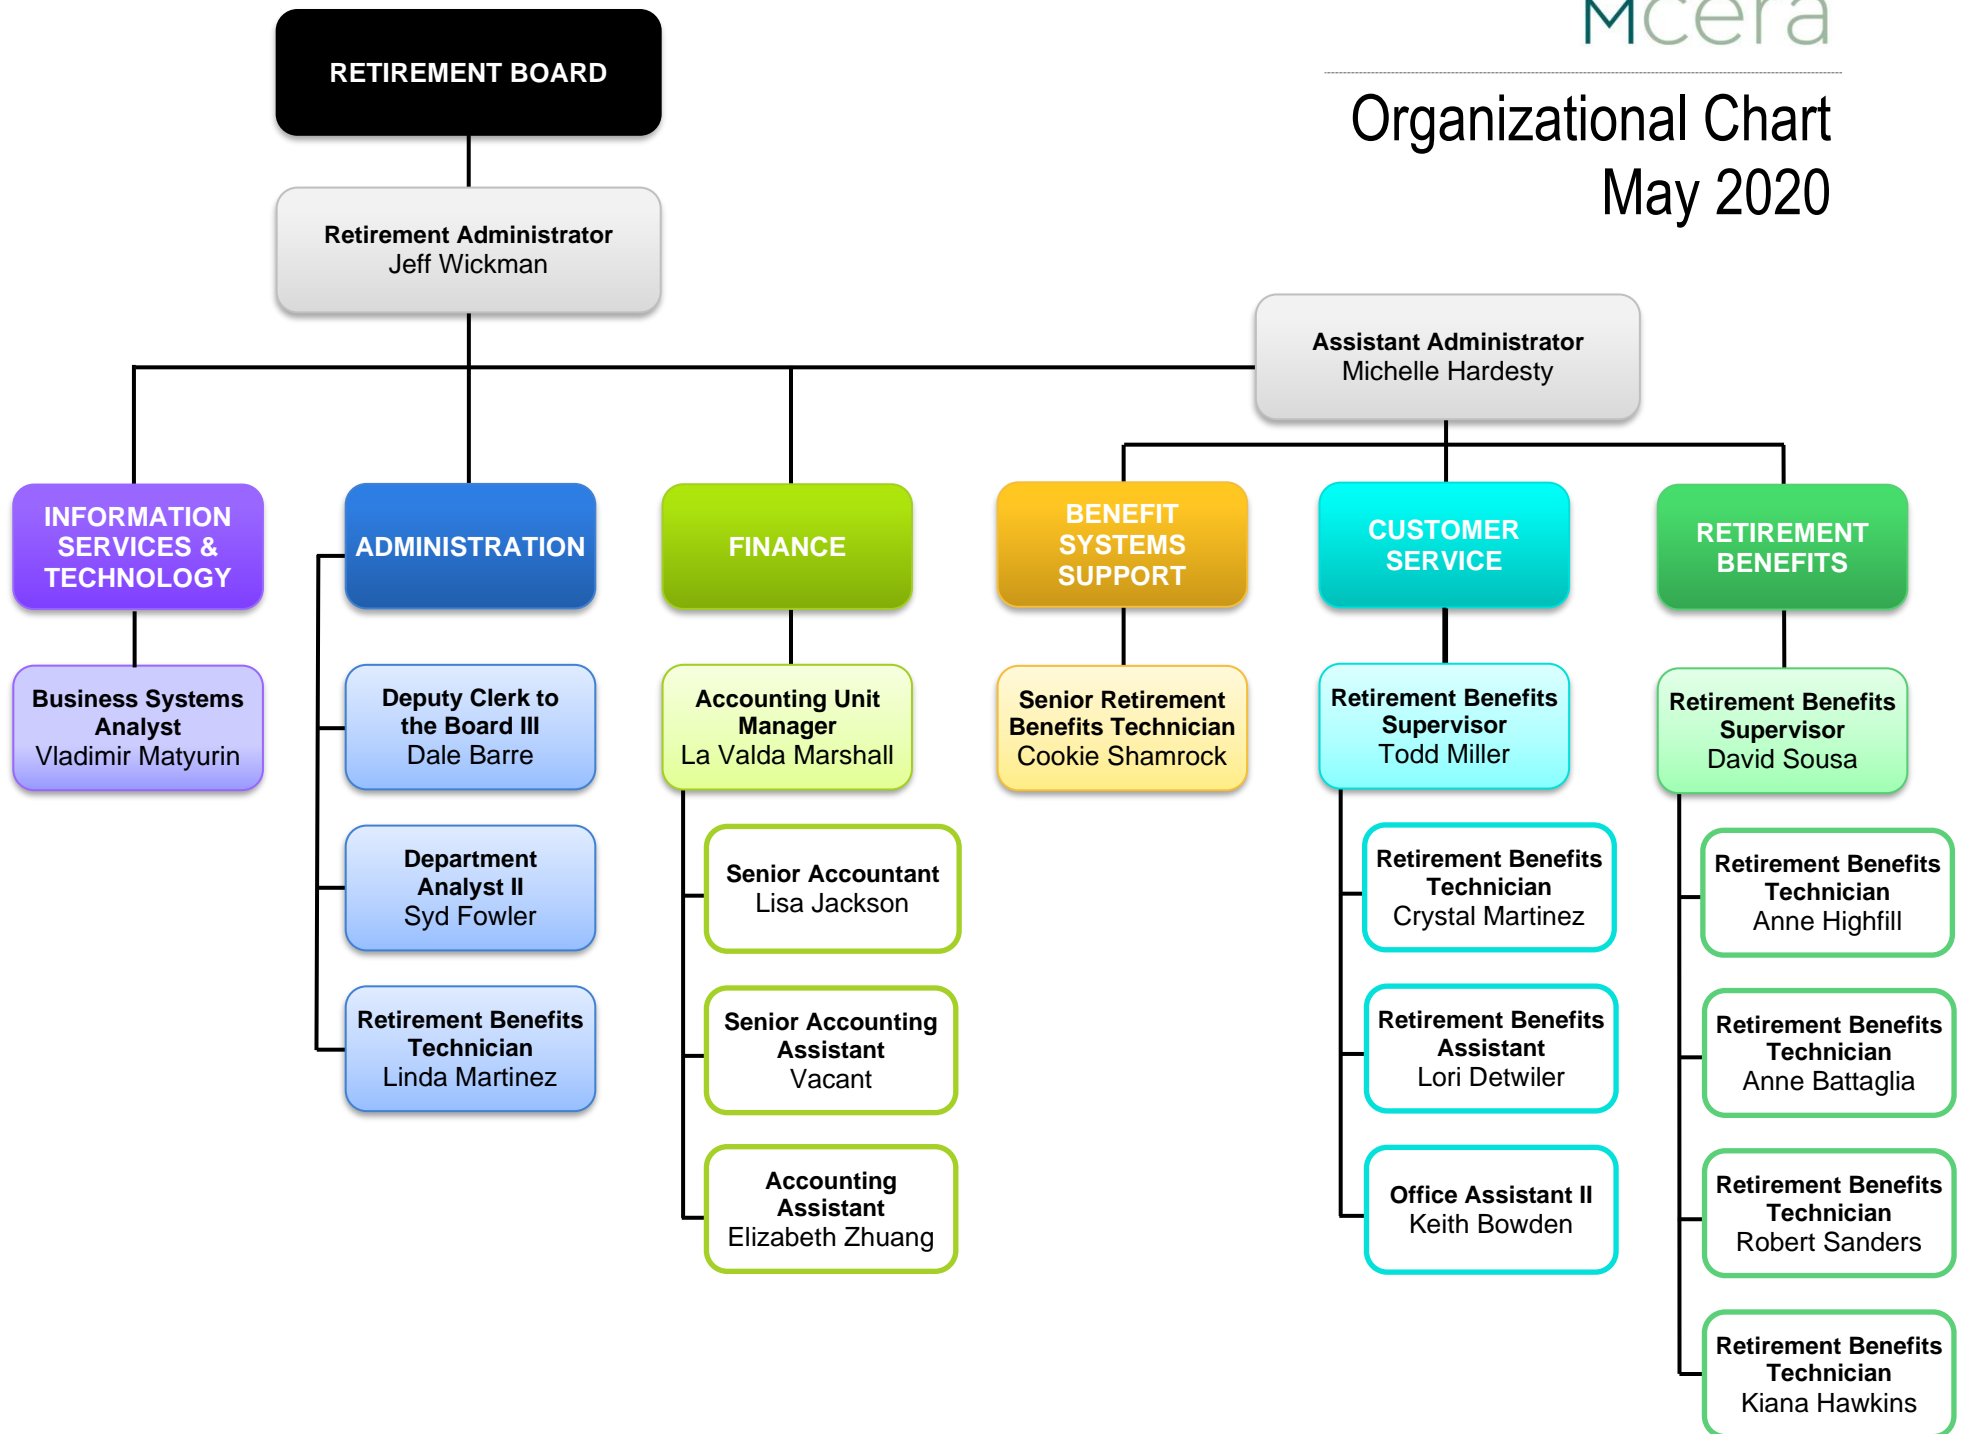 Mcera
Organizational Chart
May 2020
RETIREMENT BOARD
Retirement Administrator
Jeff Wickman
Assistant Administrator
Michelle Hardesty
INFORMATION
SERVICES &
TECHNOLOGY
Business Systems
Analyst
Vladimir Matyurin
ADMINISTRATION
Deputy Clerk to
the Board III
Dale Barre
Department
Analyst II
Syd Fowler
Retirement Benefits
Technician
Linda Martinez
FINANCE
Accounting Unit
Manager
La Valda Marshall
Senior Accountant
Lisa Jackson
Senior Accounting
Assistant
Vacant
Accounting
Assistant
Elizabeth Zhuang
BENEFIT
SYSTEMS
SUPPORT
Senior Retirement
Benefits Technician
Cookie Shamrock
CUSTOMER
SERVICE
Retirement Benefits
Supervisor
Todd Miller
Retirement Benefits
Technician
Crystal Martinez
Retirement Benefits
Assistant
Lori Detwiler
Office Assistant II
Keith Bowden
RETIREMENT
BENEFITS
Retirement Benefits
Supervisor
David Sousa
Retirement Benefits
Technician
Anne Highfill
Retirement Benefits
Technician
Anne Battaglia
Retirement Benefits
Technician
Robert Sanders
Retirement Benefits
Technician
Kiana Hawkins